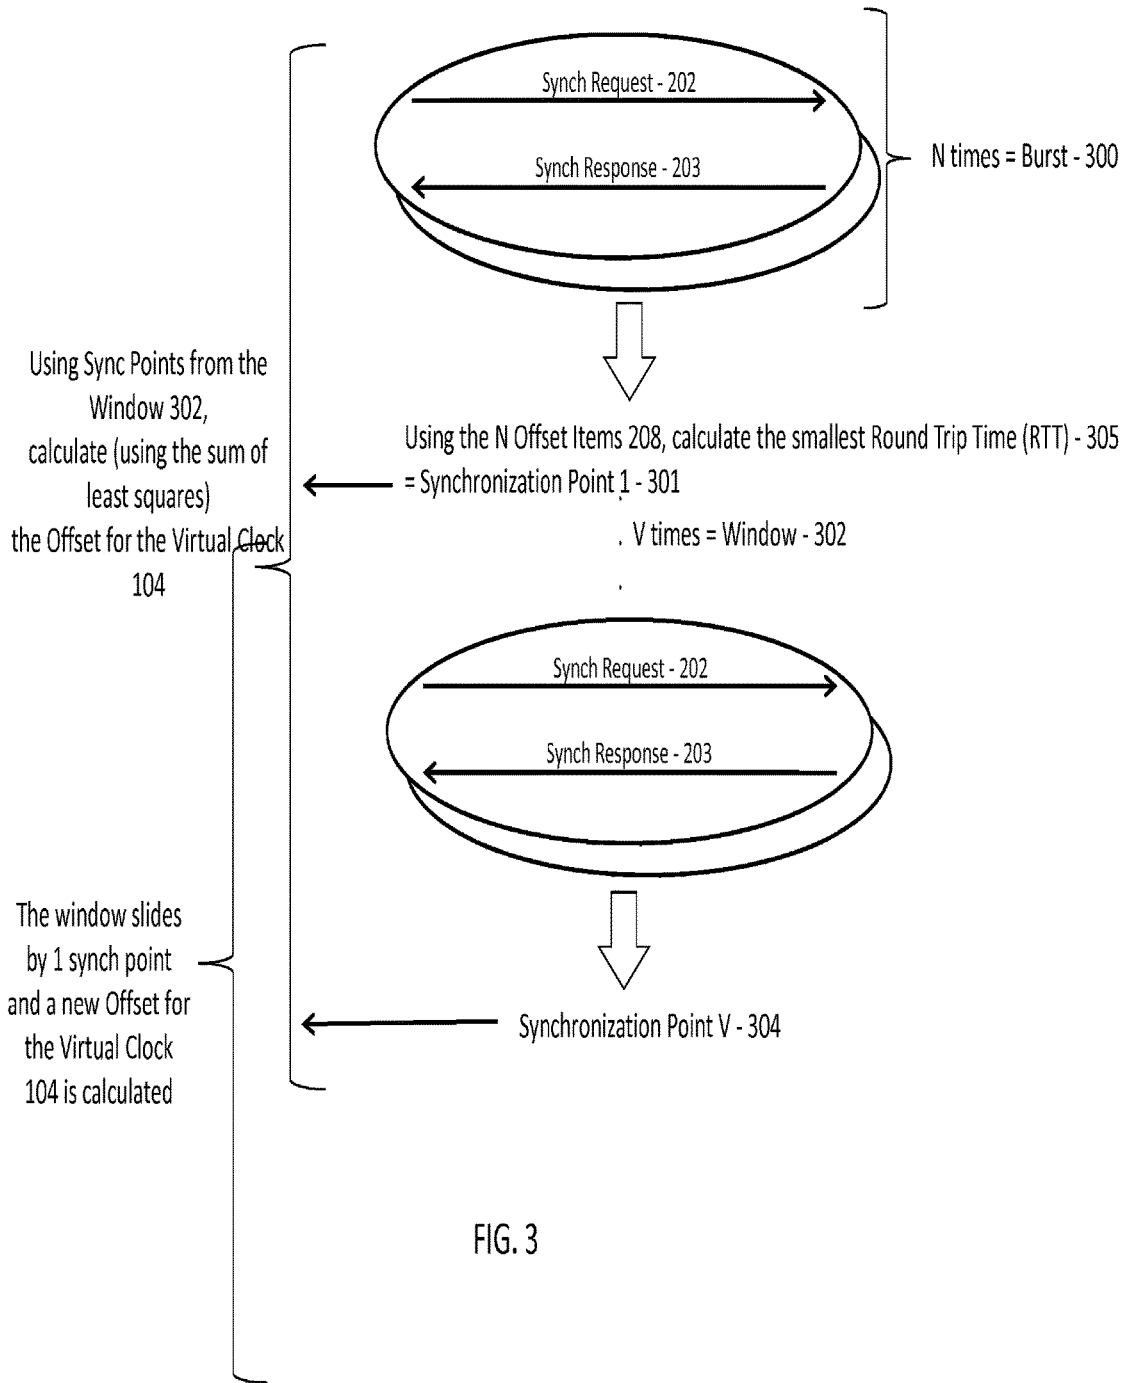 Synch Request - 202
Synch Response - 203
N times = Burst - 300
Using Sync Points from the
Window 302,
calculate (using the sum of
least squares)
the Offset for the Virtual Clock
104
Using the N Offset Items 208, calculate the smallest Round Trip Time (RTT) - 305
= Synchronization Point 1 - 301
V times = Window - 302
Synch Request - 202
Synch Response - 203
The window slides
by 1 synch point
and a new Offset for
the Virtual Clock
104 is calculated
Synchronization Point V - 304
FIG. 3